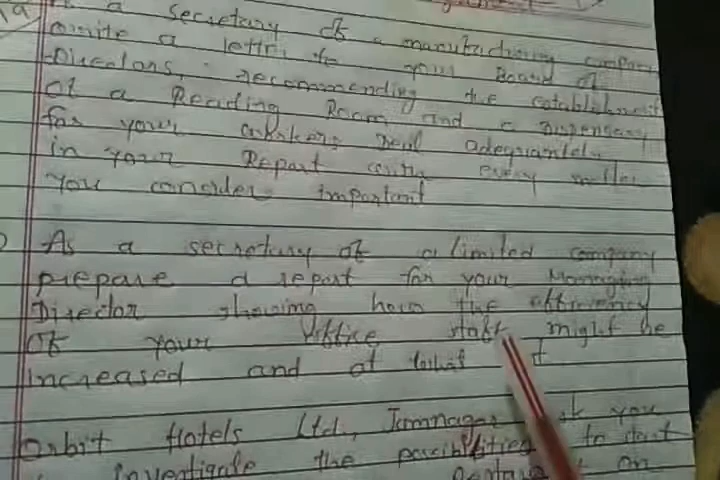 a secretary of a manufacturing company
write a letter to your Board of
Directors, recommending the establishment
of a Reading Room and a Dispensary
for your workers Deal adequately
in your Report with every matter
you consider important
As a secretary of a limited company
prepare a report for your Managing
Director showing how the efficiency
of your office staff might be
increased and at what
Orbit Hotels Ltd, Jamnagar ask you
investigate the possibilities to start
on